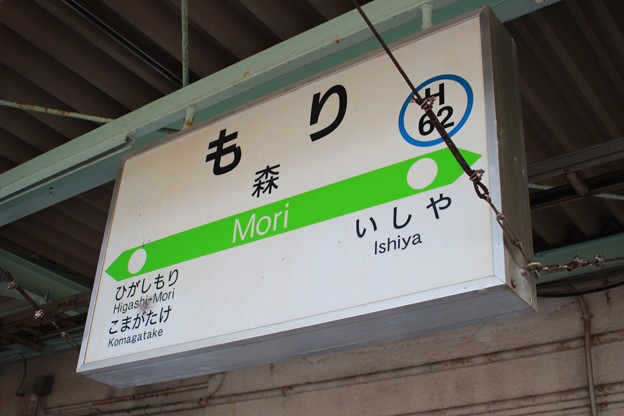 もり
H
62
森
Mori
ひがしもり
Higashi-Mori
こまがたけ
Komagatake
いしや
Ishiya